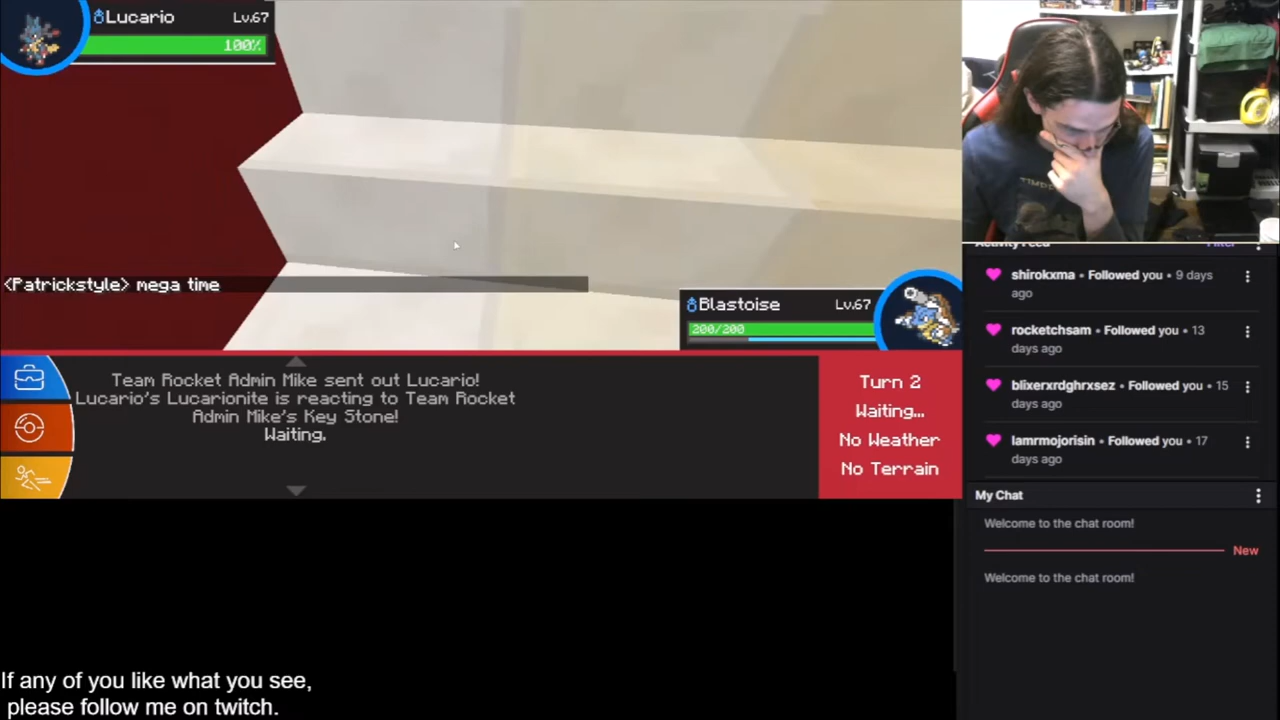 Lucario Lv.67
100%
<Patrickstyle> mega time
Blastoise Lv.67
200/200
Team Rocket Admin Mike sent out Lucario!
Lucario's Lucarionite is reacting to Team Rocket
Admin Mike's Key Stone!
Waiting.
Turn 2
Waiting...
No Weather
No Terrain
If any of you like what you see,
please follow me on twitch.
Activity Feed Filter
shirokxma • Followed you • 9 days
ago
rocketchsam • Followed you • 13
days ago
blixerxrdghrxsez • Followed you • 15
days ago
lamrmojorisin • Followed you • 17
days ago
My Chat
Welcome to the chat room!
New
Welcome to the chat room!